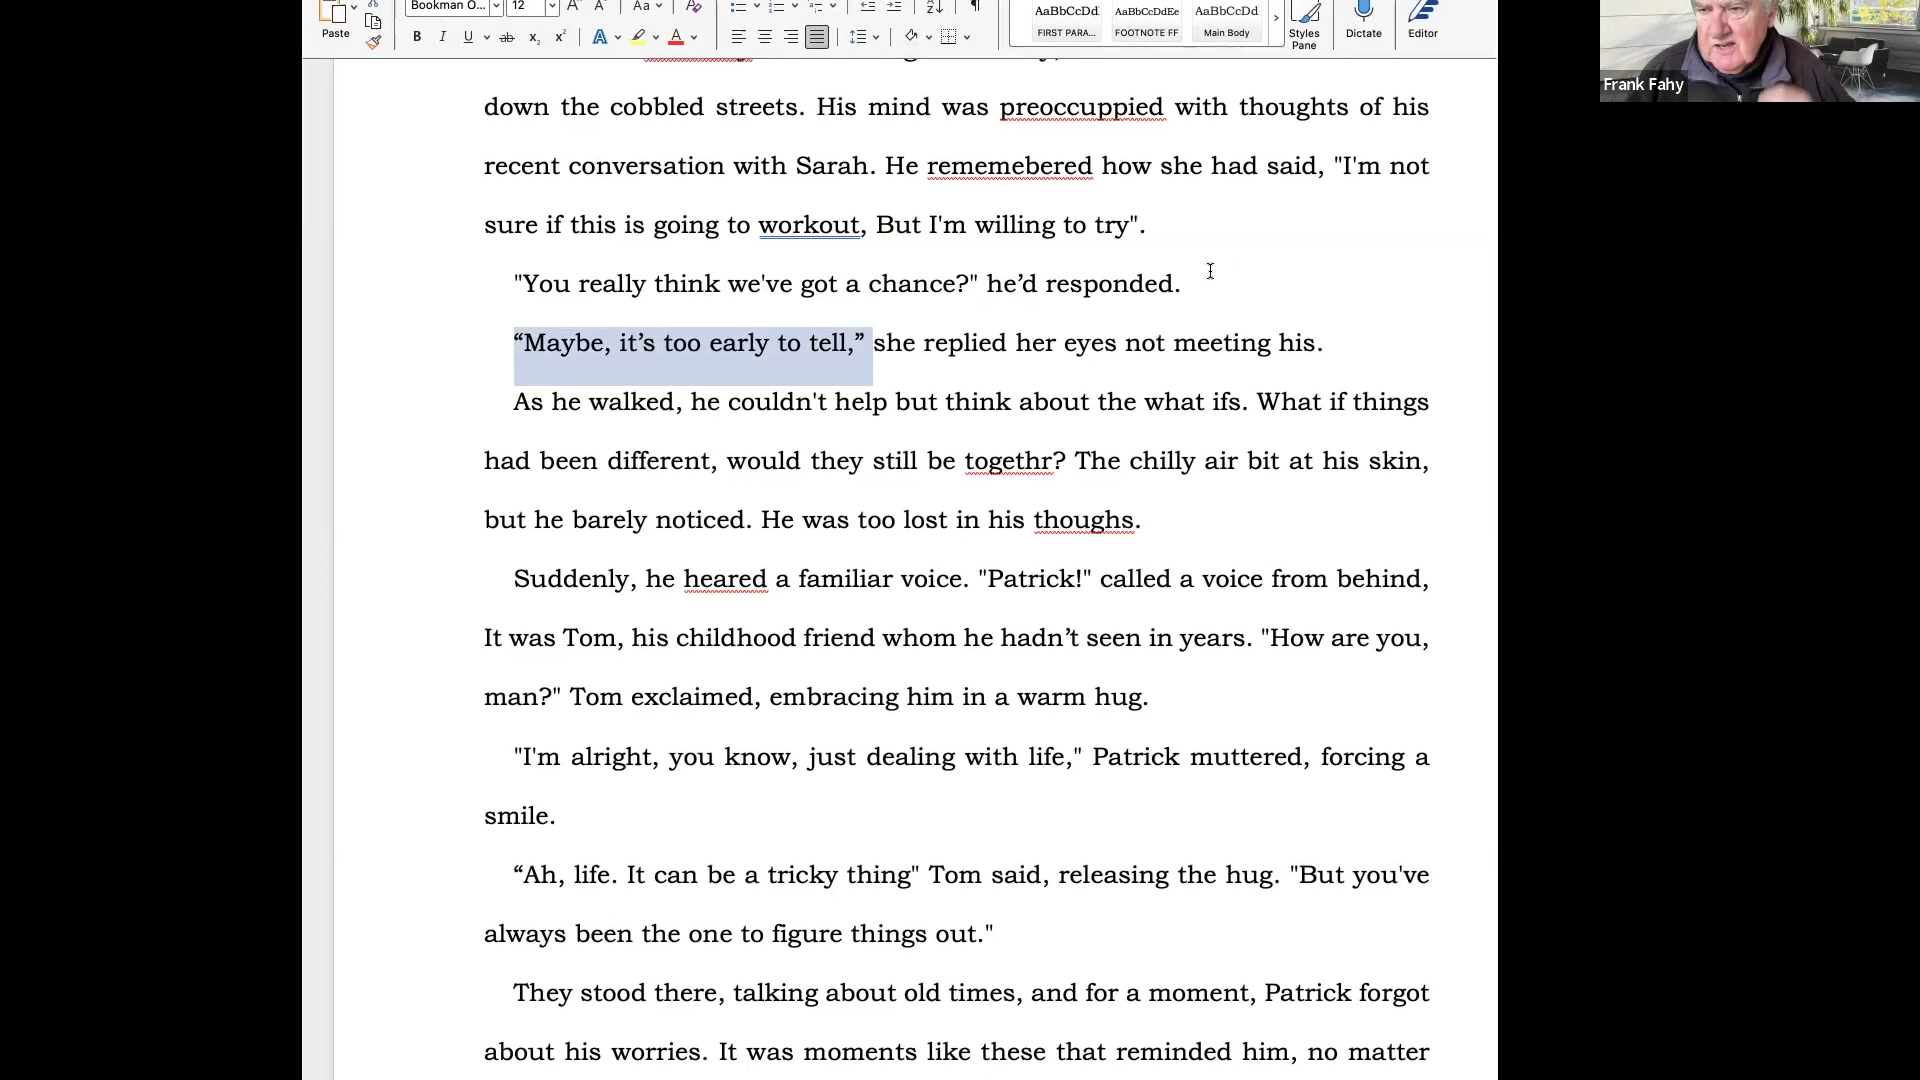 Bookman O... 12 A A Aa
AaBbCcDd AaBbCcDdEe AaBbCcDd
Paste B I U ab x2 x2 A A FIRST PARA... FOOTNOTE FF Main Body Styles Pane Dictate Editor
Frank Fahy
down the cobbled streets. His mind was preoccuppied with thoughts of his
recent conversation with Sarah. He rememebered how she had said, "I'm not
sure if this is going to workout, But I'm willing to try".
"You really think we've got a chance?" he’d responded.
“Maybe, it’s too early to tell,” she replied her eyes not meeting his.
As he walked, he couldn't help but think about the what ifs. What if things
had been different, would they still be togethr? The chilly air bit at his skin,
but he barely noticed. He was too lost in his thoughs.
Suddenly, he heared a familiar voice. "Patrick!" called a voice from behind,
It was Tom, his childhood friend whom he hadn’t seen in years. "How are you,
man?" Tom exclaimed, embracing him in a warm hug.
"I'm alright, you know, just dealing with life," Patrick muttered, forcing a
smile.
“Ah, life. It can be a tricky thing" Tom said, releasing the hug. "But you've
always been the one to figure things out."
They stood there, talking about old times, and for a moment, Patrick forgot
about his worries. It was moments like these that reminded him, no matter